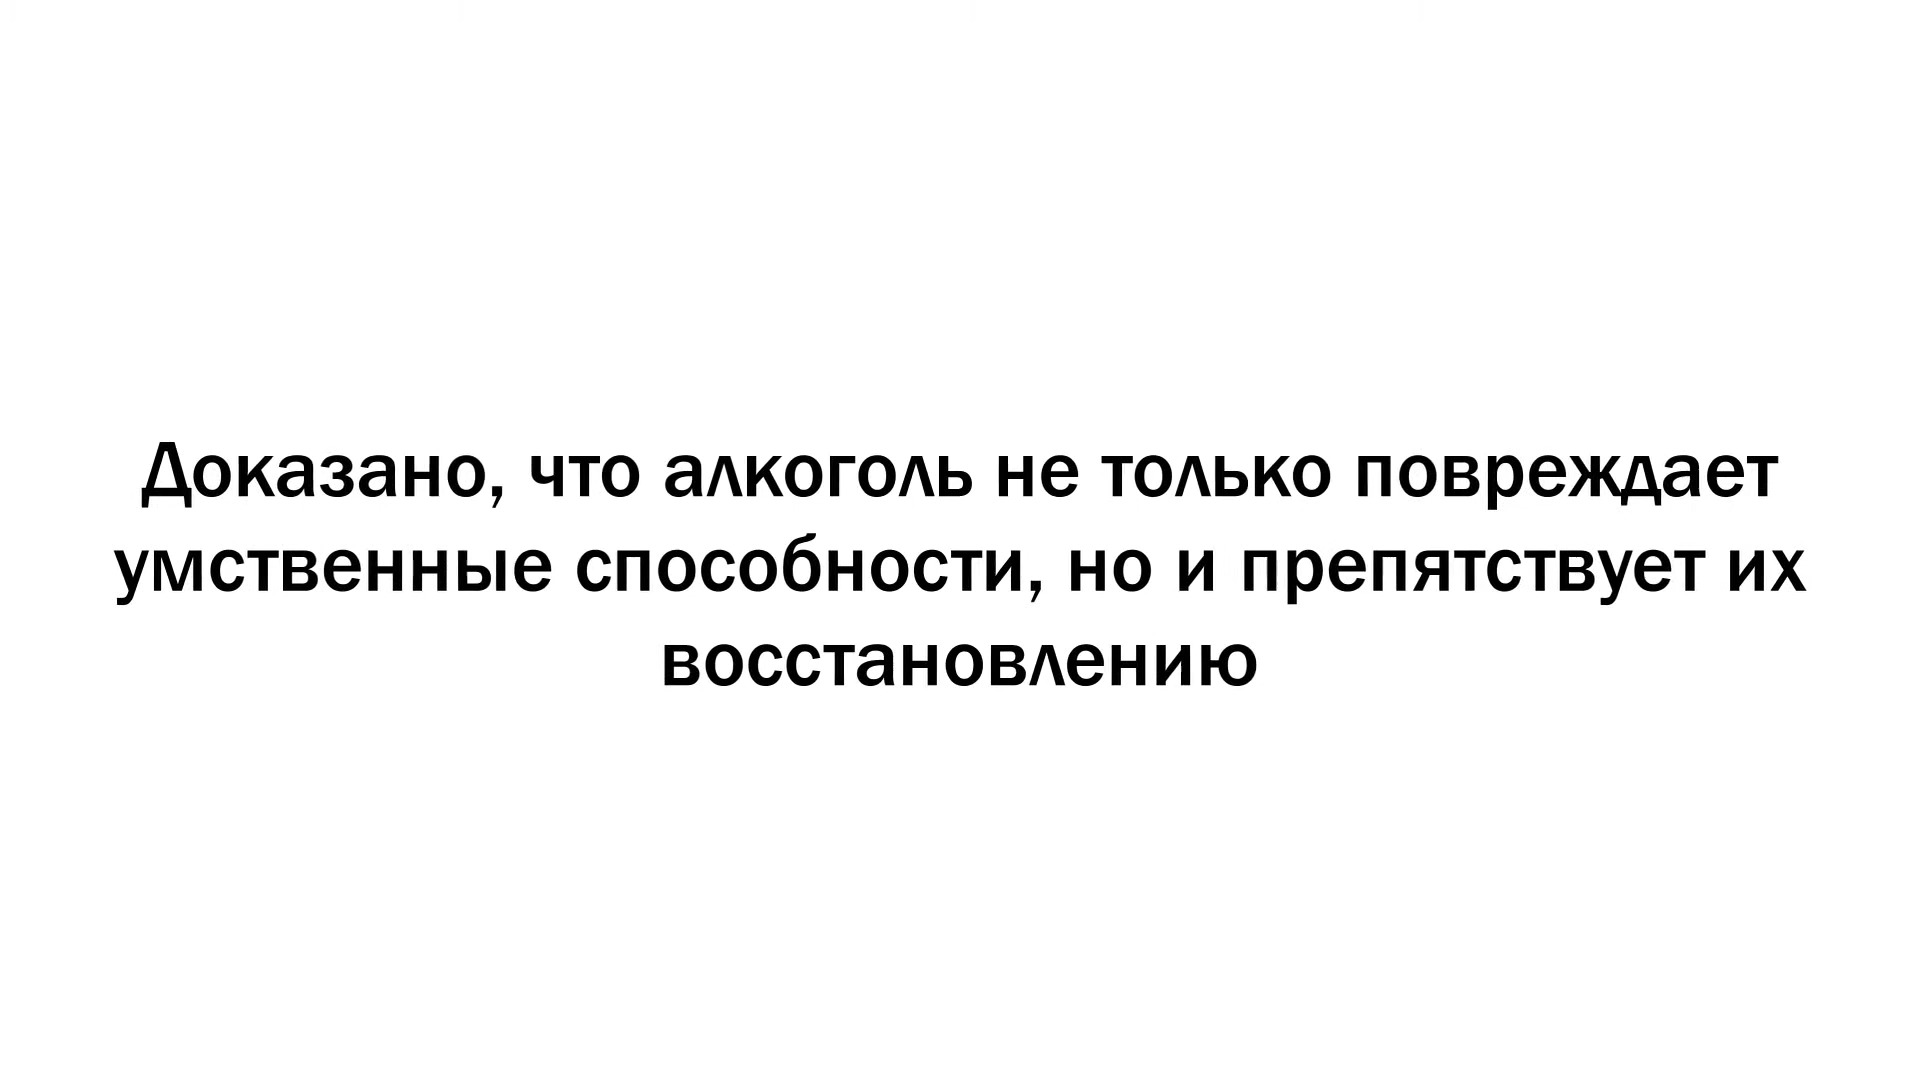 Доказано, что алкоголь не только повреждает
умственные способности, но и препятствует их
восстановлению